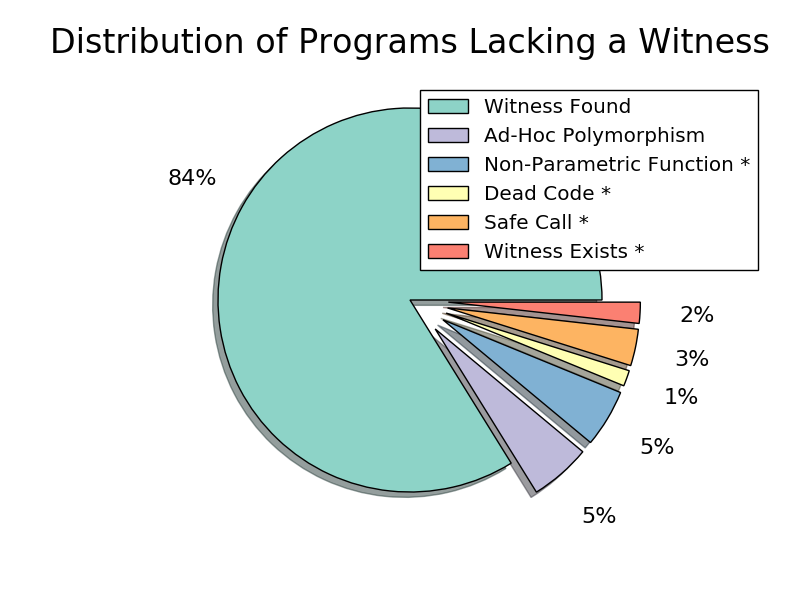 Distribution of Programs Lacking a Witness
Witness Found
Ad-Hoc Polymorphism
Non-Parametric Function *
Dead Code *
Safe Call *
Witness Exists *
84%
2%
3%
1%
5%
5%